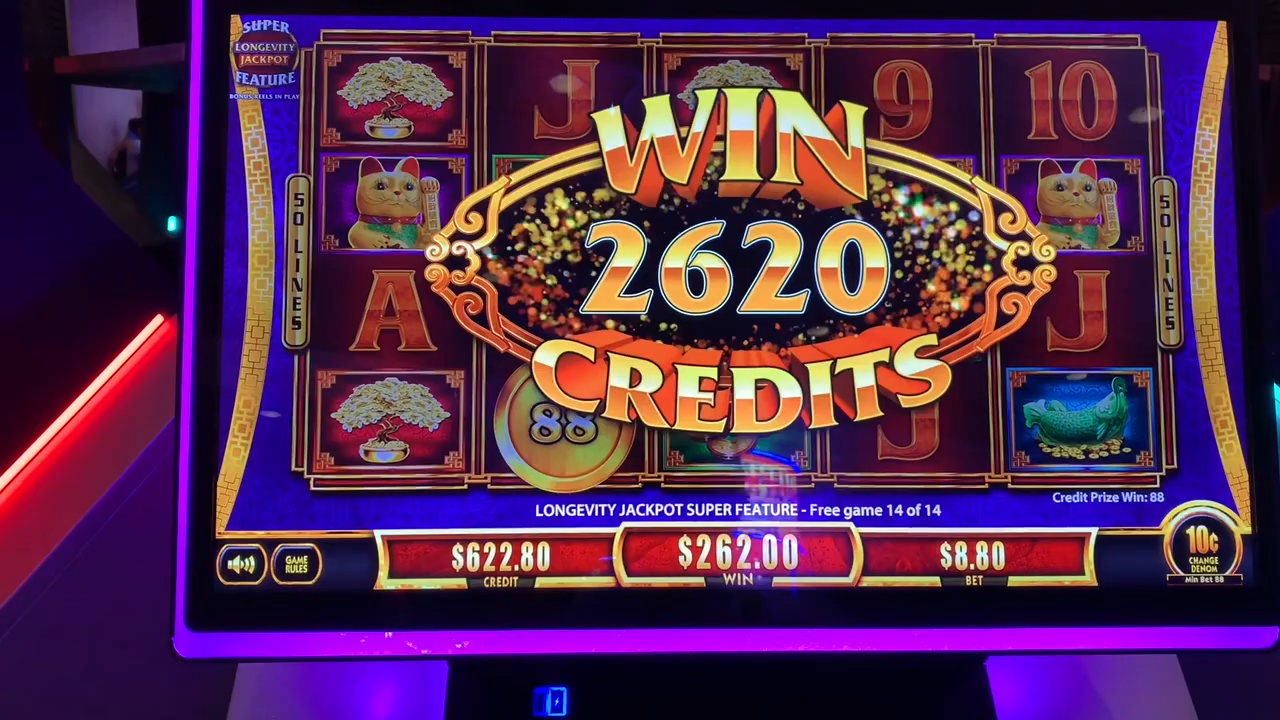 SUPER
LONGEVITY
JACKPOT
FEATURE
BONUS REELS IN PLAY
J
9
10
WIN
2620
CREDITS
50 LINES
50 LINES
A
J
88
J
Credit Prize Win: 88
LONGEVITY JACKPOT SUPER FEATURE - Free game 14 of 14
GAME
RULES
$622.80
CREDIT
$262.00
WIN
$8.80
BET
10¢
CHANGE
DENOM
Min Bet 88